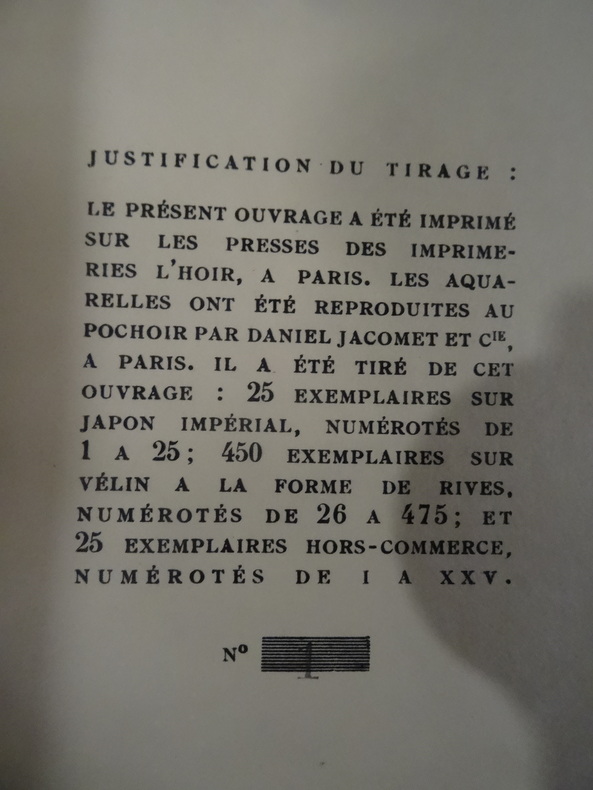 JUSTIFICATION DU TIRAGE :
LE PRÉSENT OUVRAGE A ÉTÉ IMPRIMÉ
SUR LES PRESSES DES IMPRIME-
RIES L'HOIR, A PARIS. LES AQUA-
RELLES ONT ÉTÉ REPRODUITES AU
POCHOIR PAR DANIEL JACOMET ET CIE,
A PARIS. IL A ÉTÉ TIRÉ DE CET
OUVRAGE : 25 EXEMPLAIRES SUR
JAPON IMPÉRIAL, NUMÉROTÉS DE
1 A 25; 450 EXEMPLAIRES SUR
VÉLIN A LA FORME DE RIVES,
NUMÉROTÉS DE 26 A 475; ET
25 EXEMPLAIRES HORS-COMMERCE,
NUMÉROTÉS DE I A XXV.
Nº 1